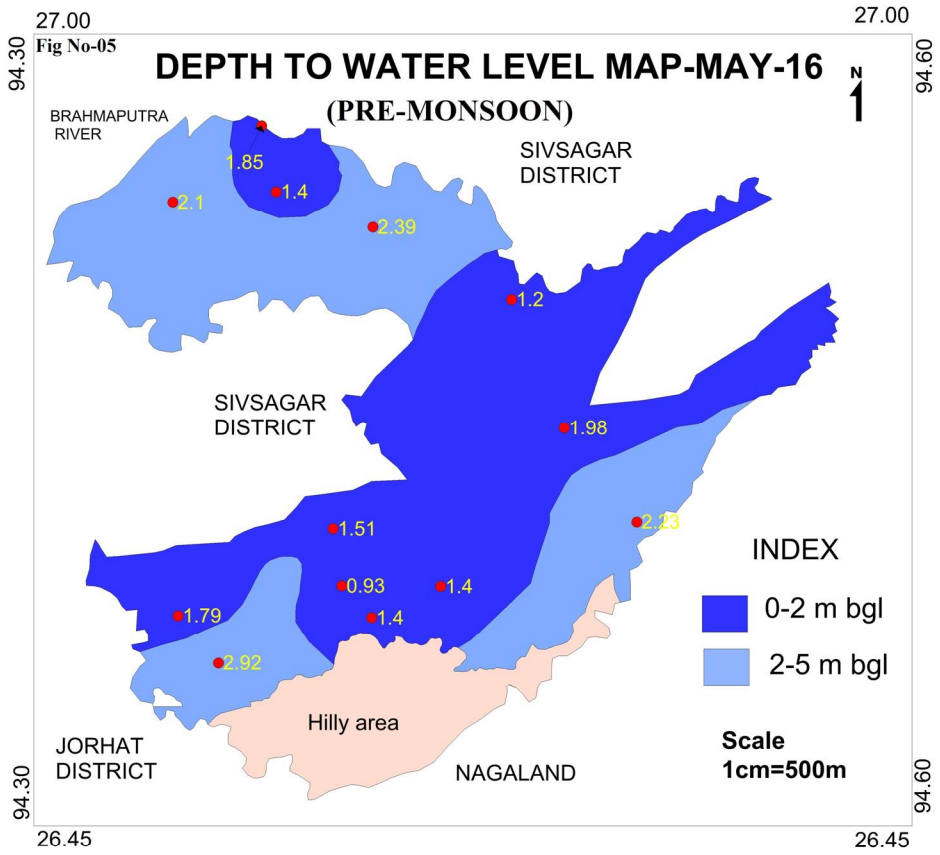 27.00
27.00
94.30
Fig No-05
94.60
DEPTH TO WATER LEVEL MAP-MAY-16
(PRE-MONSOON)
N
BRAHMAPUTRA
RIVER
SIVSAGAR
DISTRICT
1.85
1.4
2.1
2.39
1.2
SIVSAGAR
DISTRICT
1.98
1.51
2.23
INDEX
0.93
1.4
1.79
1.4
0-2 m bgl
2.92
2-5 m bgl
Hilly area
JORHAT
DISTRICT
NAGALAND
Scale
1cm=500m
94.30
94.60
26.45
26.45